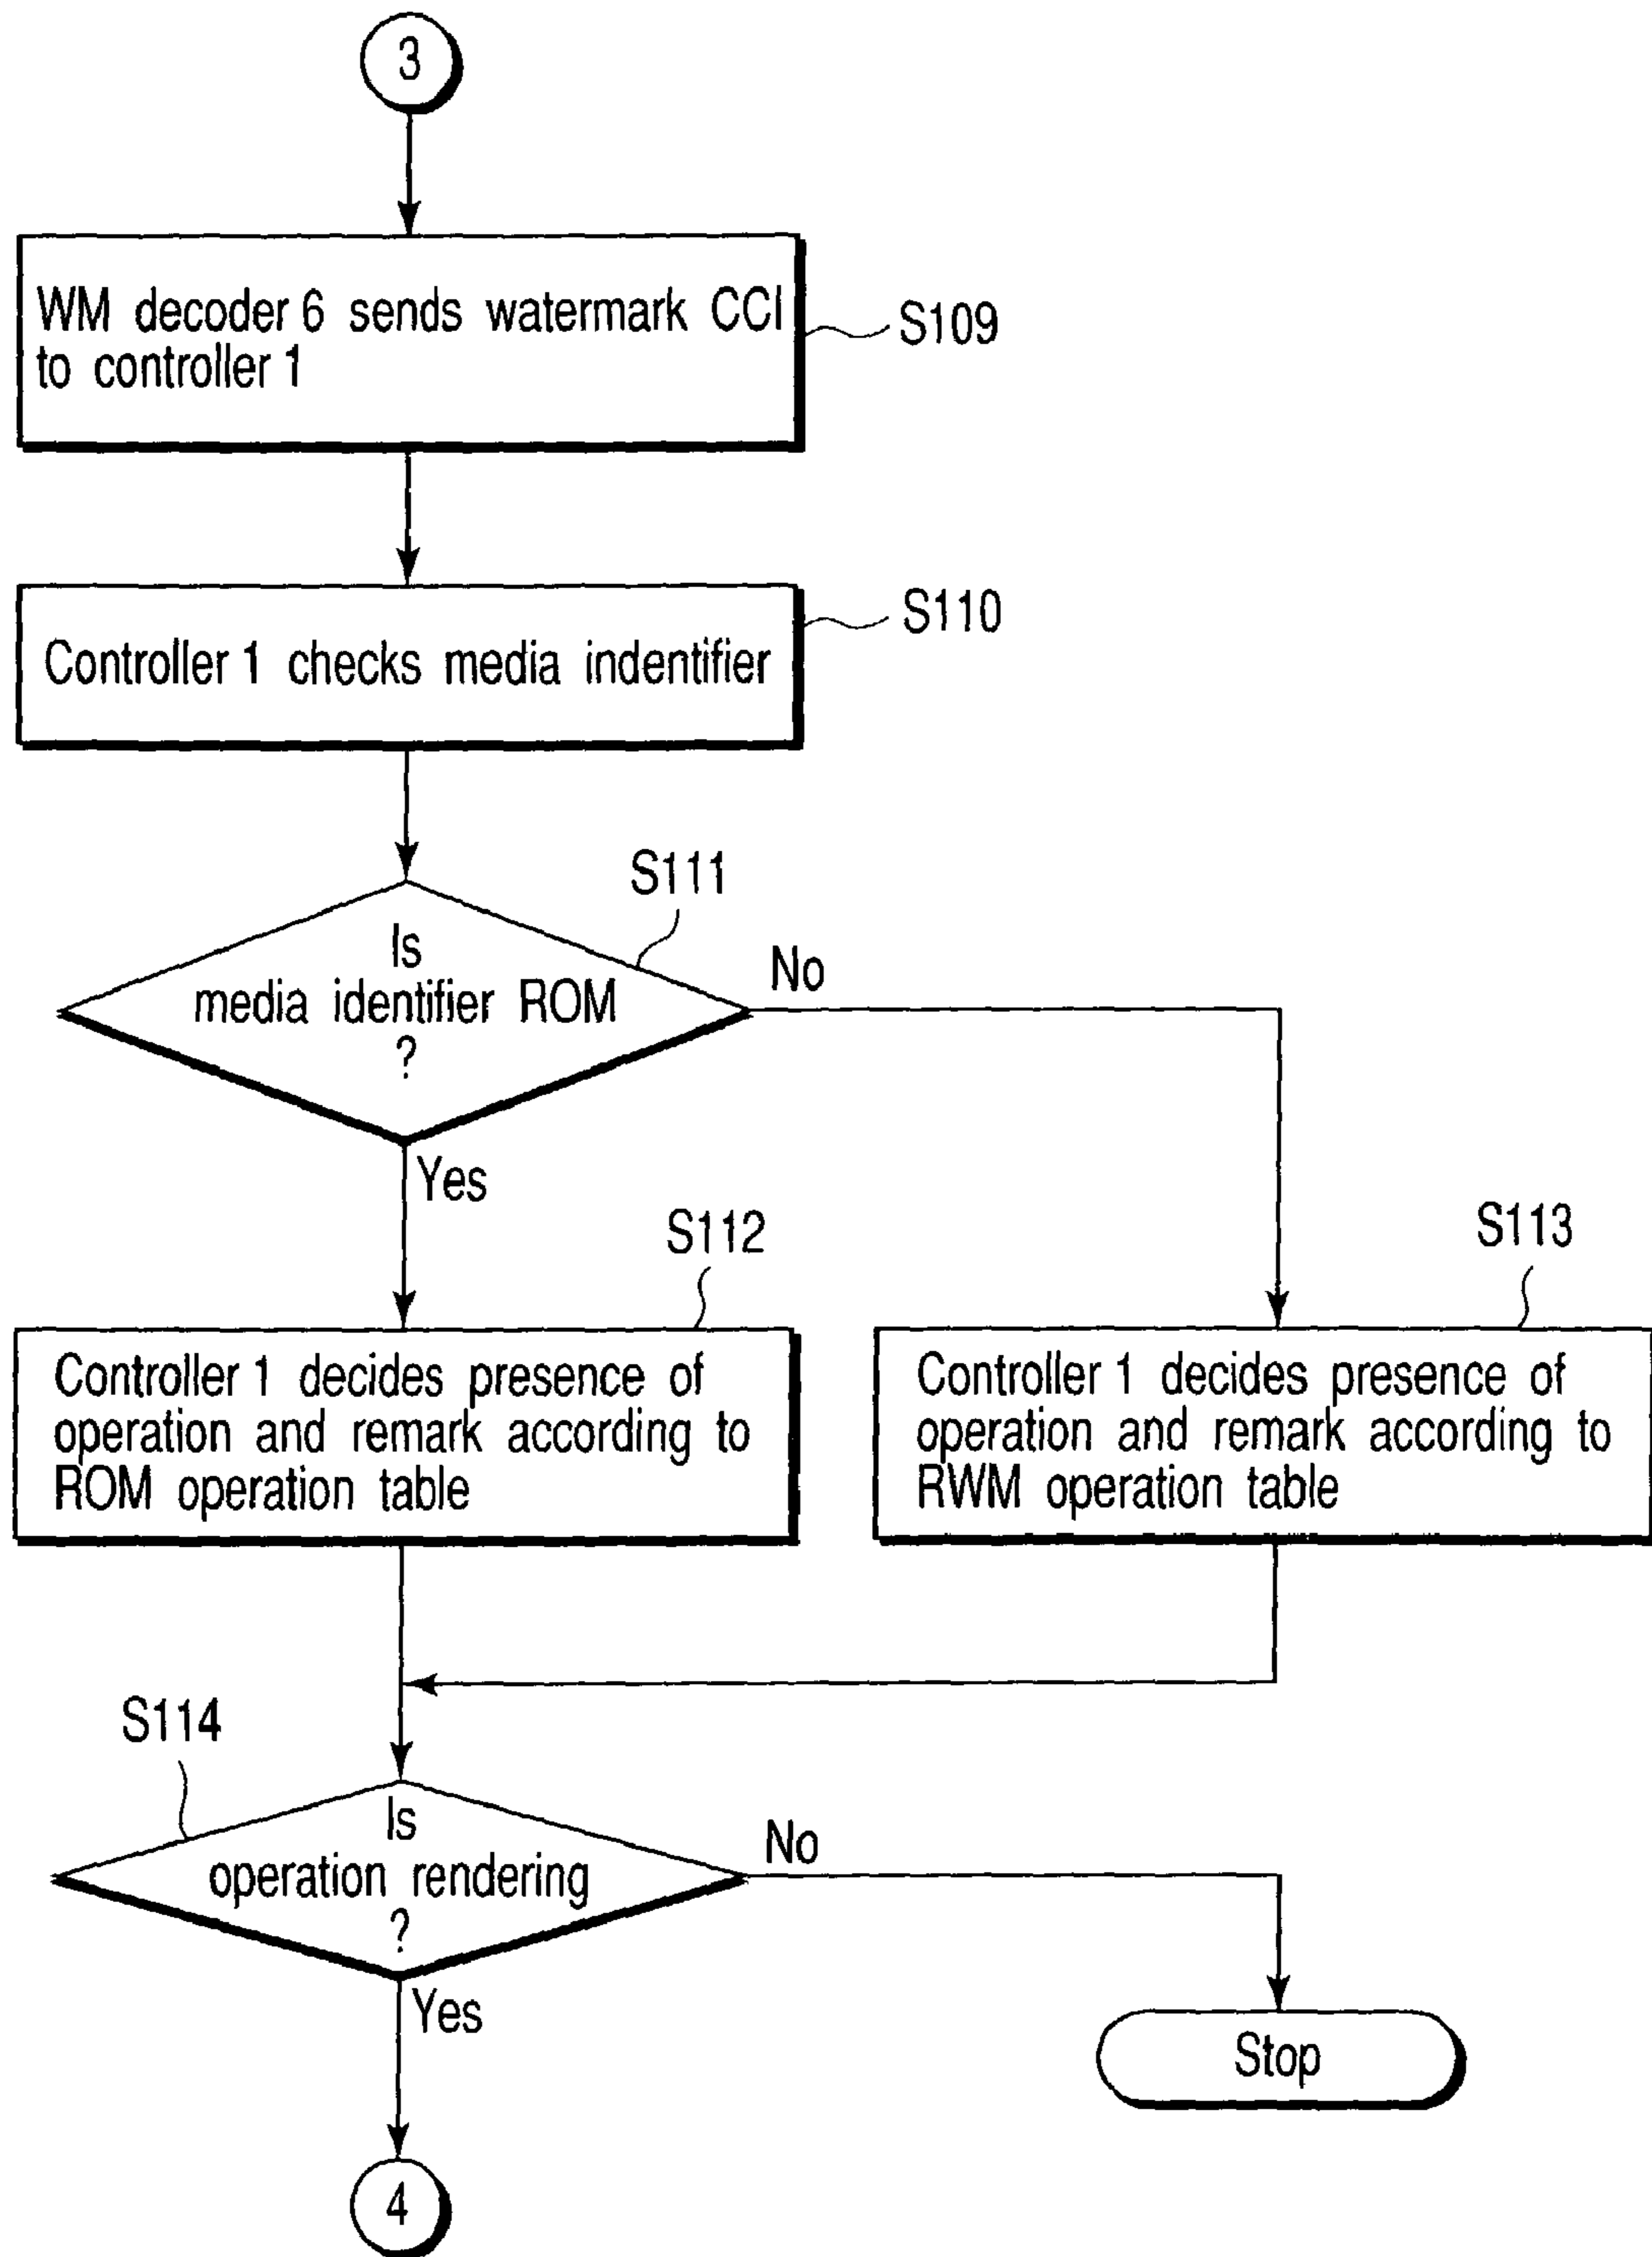 3
WM decoder 6 sends watermark CCI
to controller 1
S109
Controller 1 checks media indentifier
S110
S111
Is
media identifier ROM
?
No
Yes
S112
Controller 1 decides presence of
operation and remark according to
ROM operation table
S113
Controller 1 decides presence of
operation and remark according to
RWM operation table
S114
Is
operation rendering
?
No
Yes
Stop
4